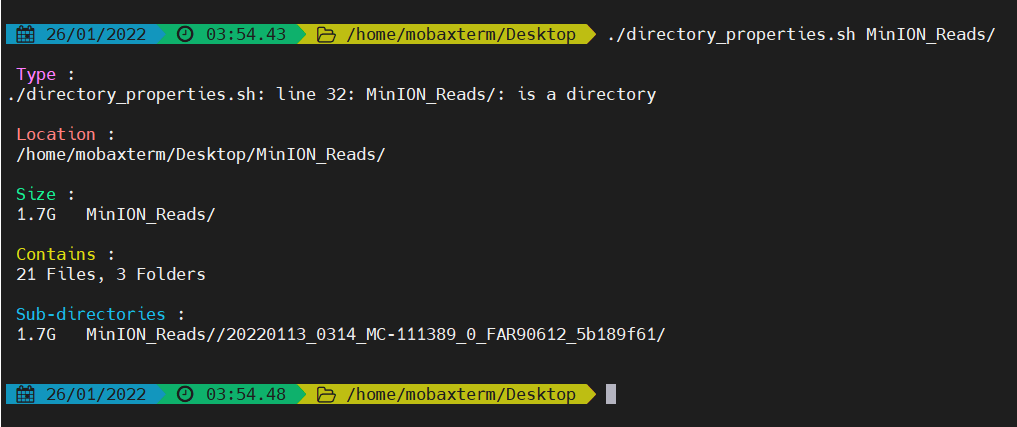 26/01/2022 03:54.43 /home/mobaxterm/Desktop ./directory_properties.sh MinION_Reads/
Type :
./directory_properties.sh: line 32: MinION_Reads/: is a directory
Location :
/home/mobaxterm/Desktop/MinION_Reads/
Size :
1.7G MinION_Reads/
Contains :
21 Files, 3 Folders
Sub-directories :
1.7G MinION_Reads//20220113_0314_MC-111389_0_FAR90612_5b189f61/
26/01/2022 03:54.48 /home/mobaxterm/Desktop